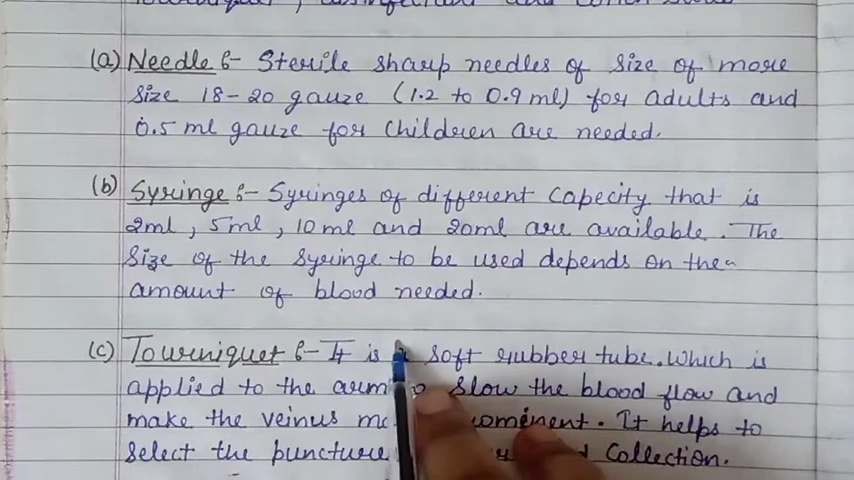 (a) Needle :- Sterile sharp needles of size of more
size 18-20 gauze (1.2 to 0.9 ml) for adults and
0.5 ml gauze for children are needed.
(b) Syringe :- Syringes of different capecity that is
2ml, 5ml, 10 ml and 20ml are available. The
size of the syringe to be used depends on the
amount of blood needed.
(c) Tourniquet :- It is a soft rubber tube. Which is
applied to the arm slow the blood flow and
make the veinus . It helps to
select the puncture collection.